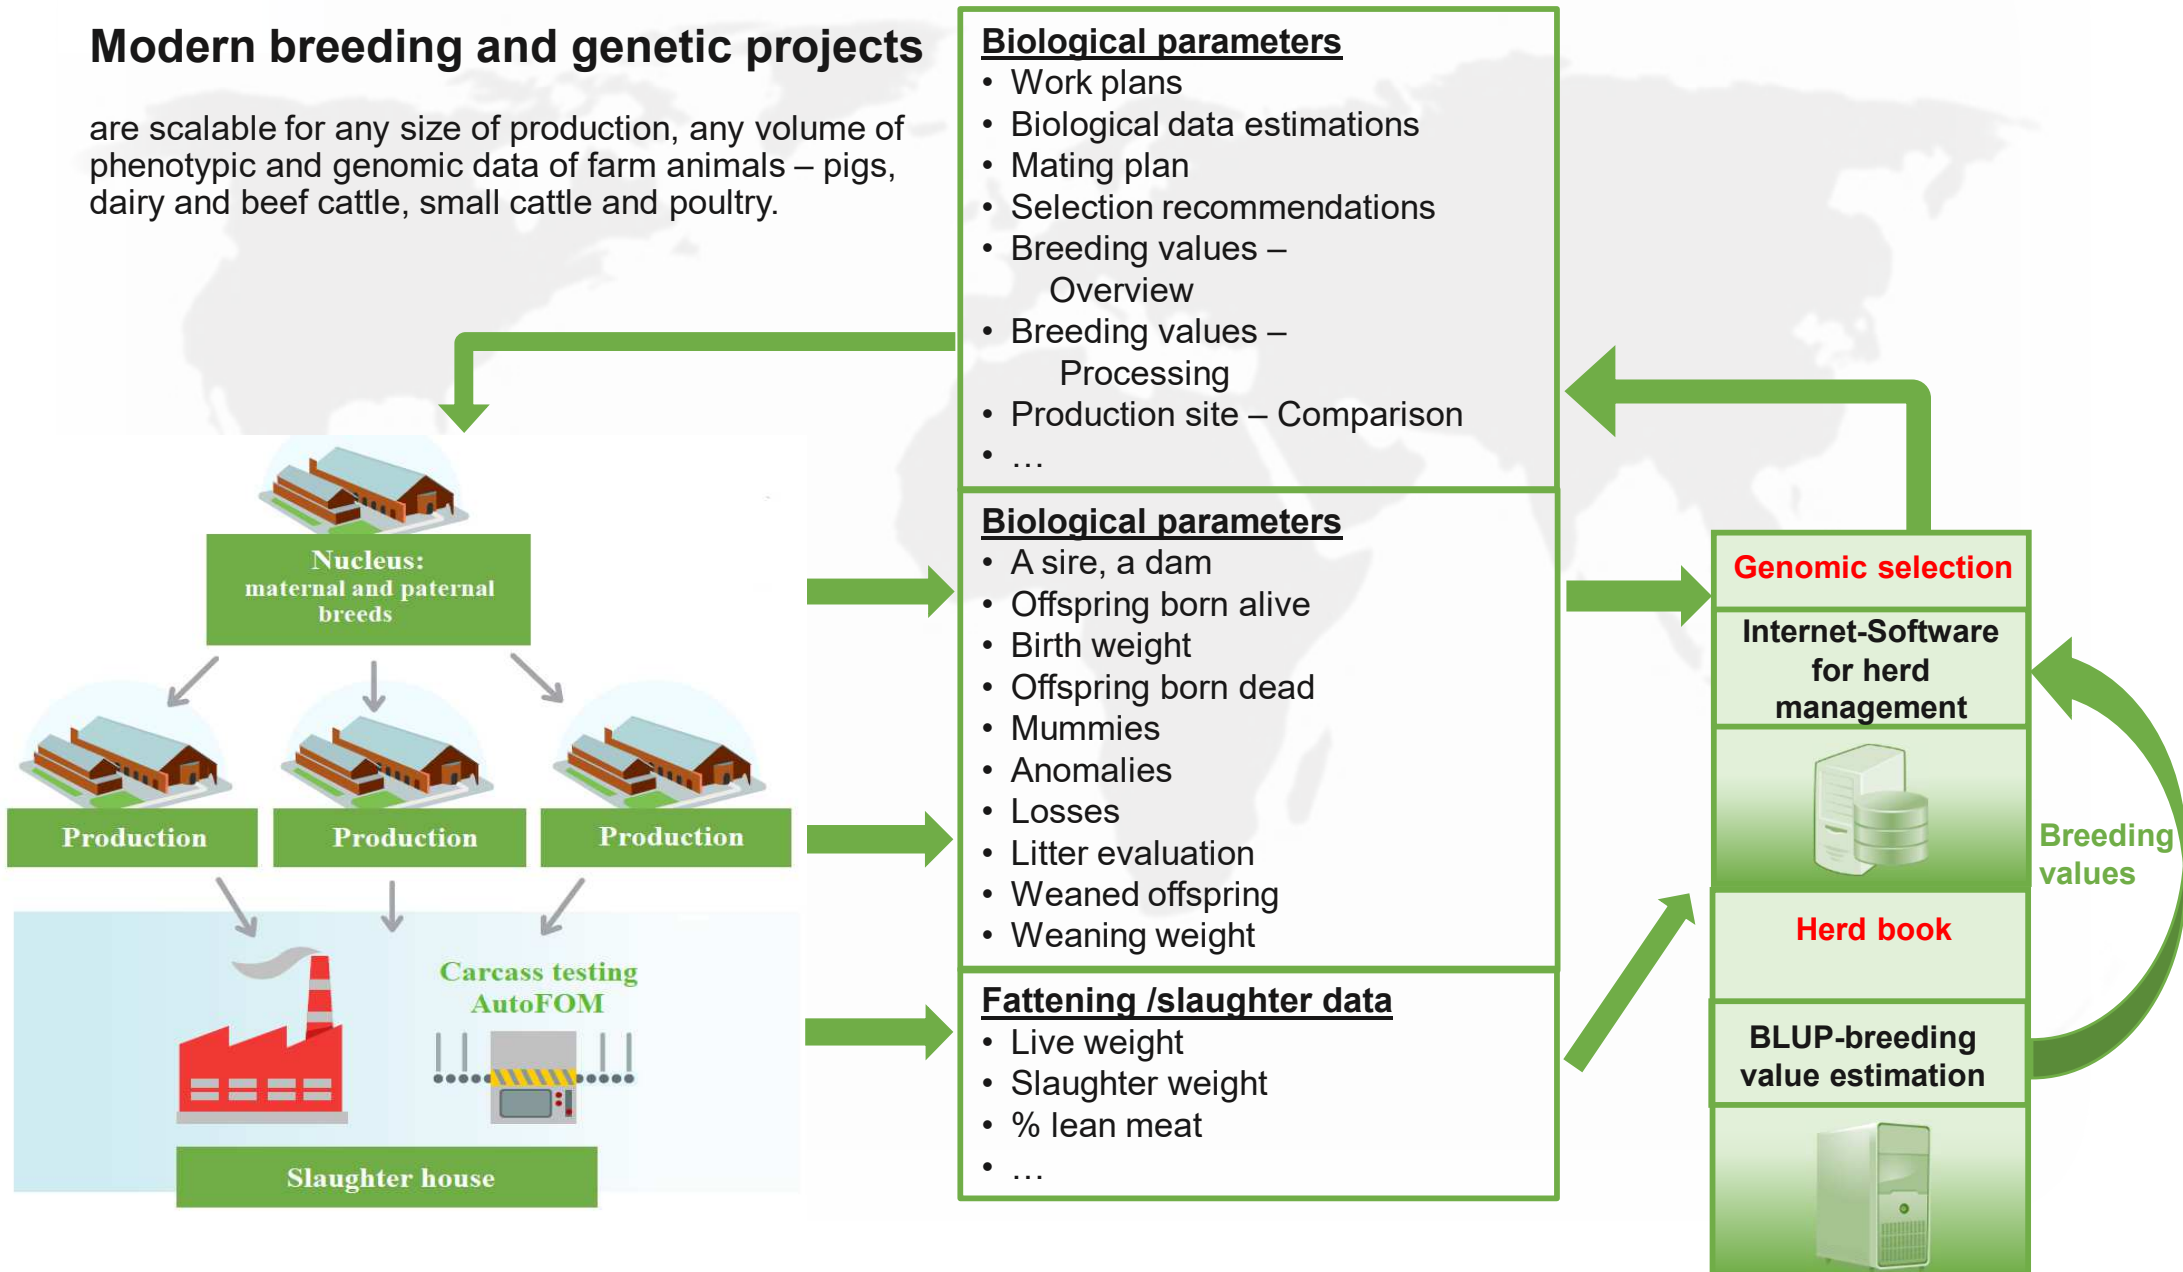 Modern breeding and genetic projects
are scalable for any size of production, any volume of
phenotypic and genomic data of farm animals – pigs,
dairy and beef cattle, small cattle and poultry.
Biological parameters
• Work plans
• Biological data estimations
• Mating plan
• Selection recommendations
• Breeding values –
Overview
• Breeding values –
Processing
• Production site – Comparison
• …
Nucleus:
maternal and paternal
breeds
Production
Production
Production
Carcass testing
AutoFOM
Slaughter house
Biological parameters
• A sire, a dam
• Offspring born alive
• Birth weight
• Offspring born dead
• Mummies
• Anomalies
• Losses
• Litter evaluation
• Weaned offspring
• Weaning weight
Fattening /slaughter data
• Live weight
• Slaughter weight
• % lean meat
• …
Genomic selection
Internet-Software
for herd
management
Herd book
BLUP-breeding
value estimation
Breeding
values